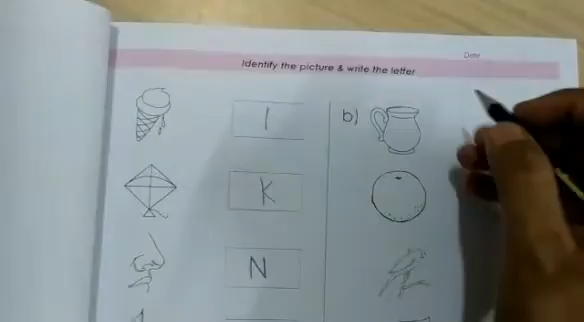 Date
Identify the picture & write the letter
I
b)
K
N